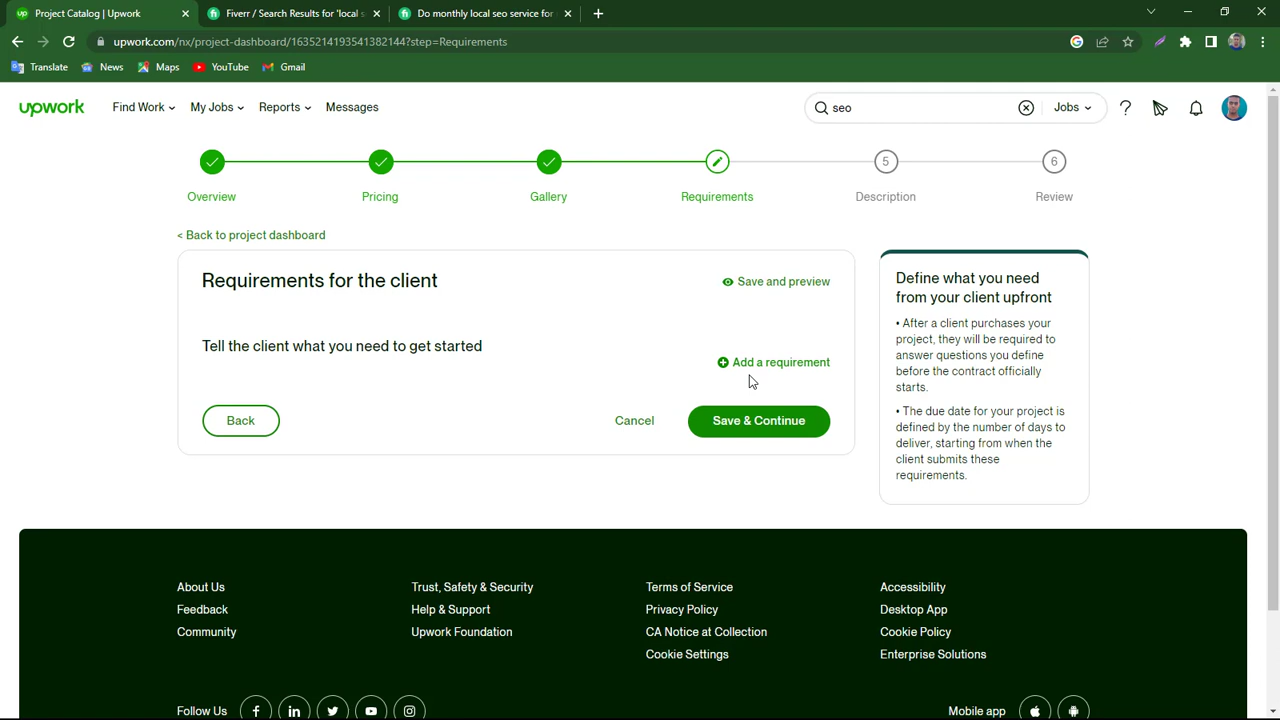 Project Catalog | Upwork
Fiverr / Search Results for 'local s
Do monthly local seo service for
upwork.com/nx/project-dashboard/1635214193541382144?step=Requirements
Translate
News
Maps
YouTube
Gmail
upwork
Find Work
My Jobs
Reports
Messages
seo
Jobs
5
6
Overview
Pricing
Gallery
Requirements
Description
Review
< Back to project dashboard
Requirements for the client
Save and preview
Tell the client what you need to get started
Add a requirement
Back
Cancel
Save & Continue
Define what you need
from your client upfront
• After a client purchases your
project, they will be required to
answer questions you define
before the contract officially
starts.
• The due date for your project is
defined by the number of days to
deliver, starting from when the
client submits these
requirements.
About Us
Feedback
Community
Trust, Safety & Security
Help & Support
Upwork Foundation
Terms of Service
Privacy Policy
CA Notice at Collection
Cookie Settings
Accessibility
Desktop App
Cookie Policy
Enterprise Solutions
Follow Us
Mobile app